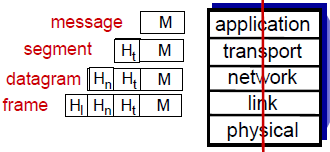 message M application
segment Ht M transport
datagram Hn Ht M network
frame Hl Hn Ht M link
physical